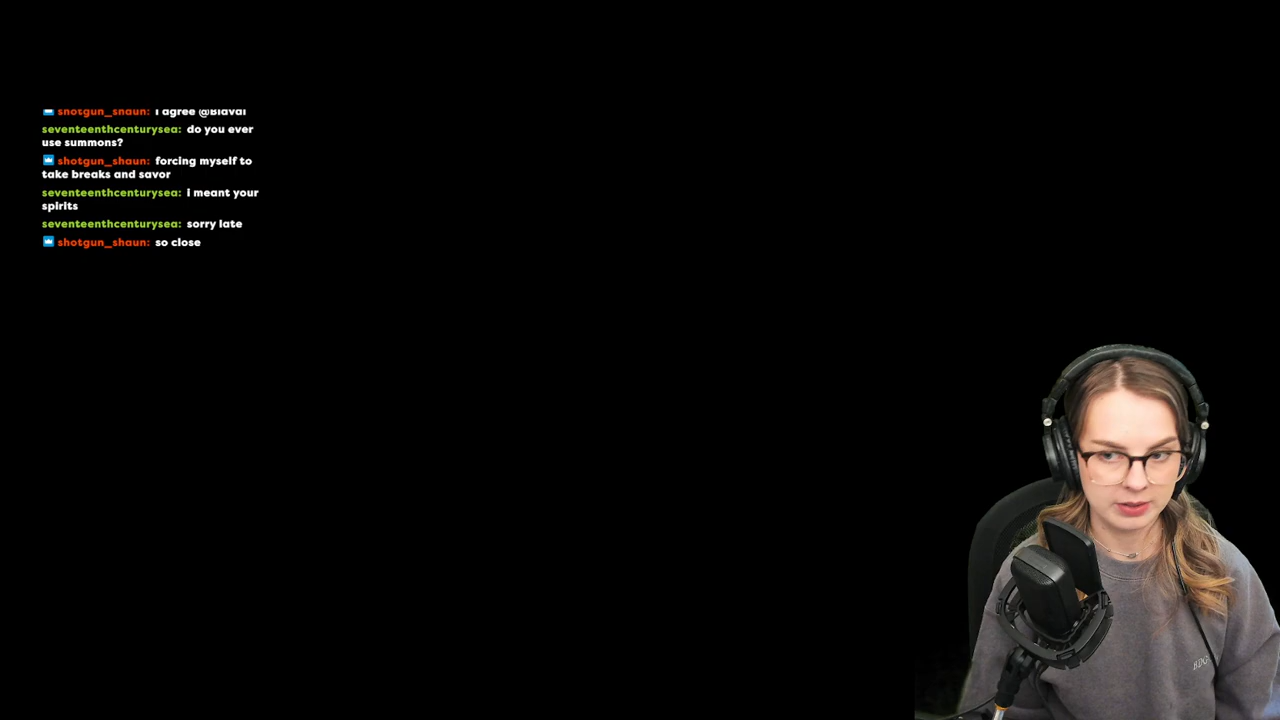 shotgun_shaun: I agree @Blaval
seventeenthcenturysea: do you ever
use summons?
shotgun_shaun: forcing myself to
take breaks and savor
seventeenthcenturysea: i meant your
spirits
seventeenthcenturysea: sorry late
shotgun_shaun: so close